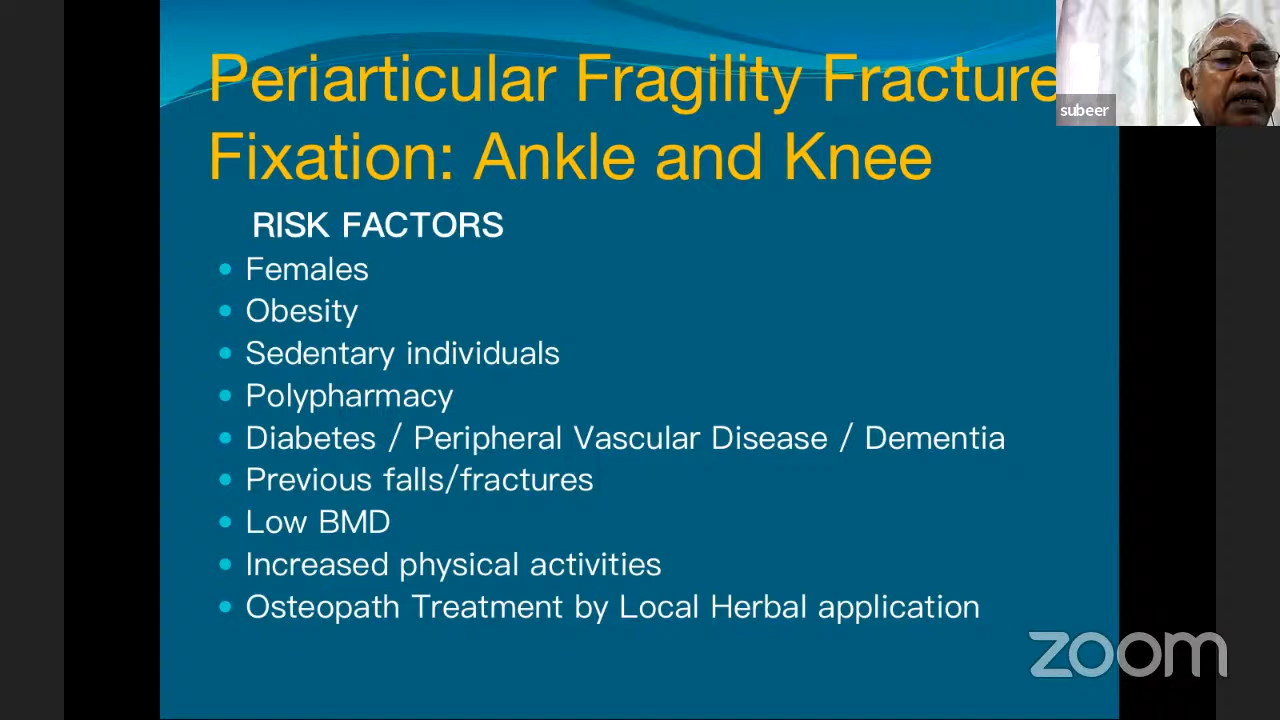 Periarticular Fragility Fracture
Fixation: Ankle and Knee
subeer
RISK FACTORS
Females
Obesity
Sedentary individuals
Polypharmacy
Diabetes / Peripheral Vascular Disease / Dementia
Previous falls/fractures
Low BMD
Increased physical activities
Osteopath Treatment by Local Herbal application
zoom